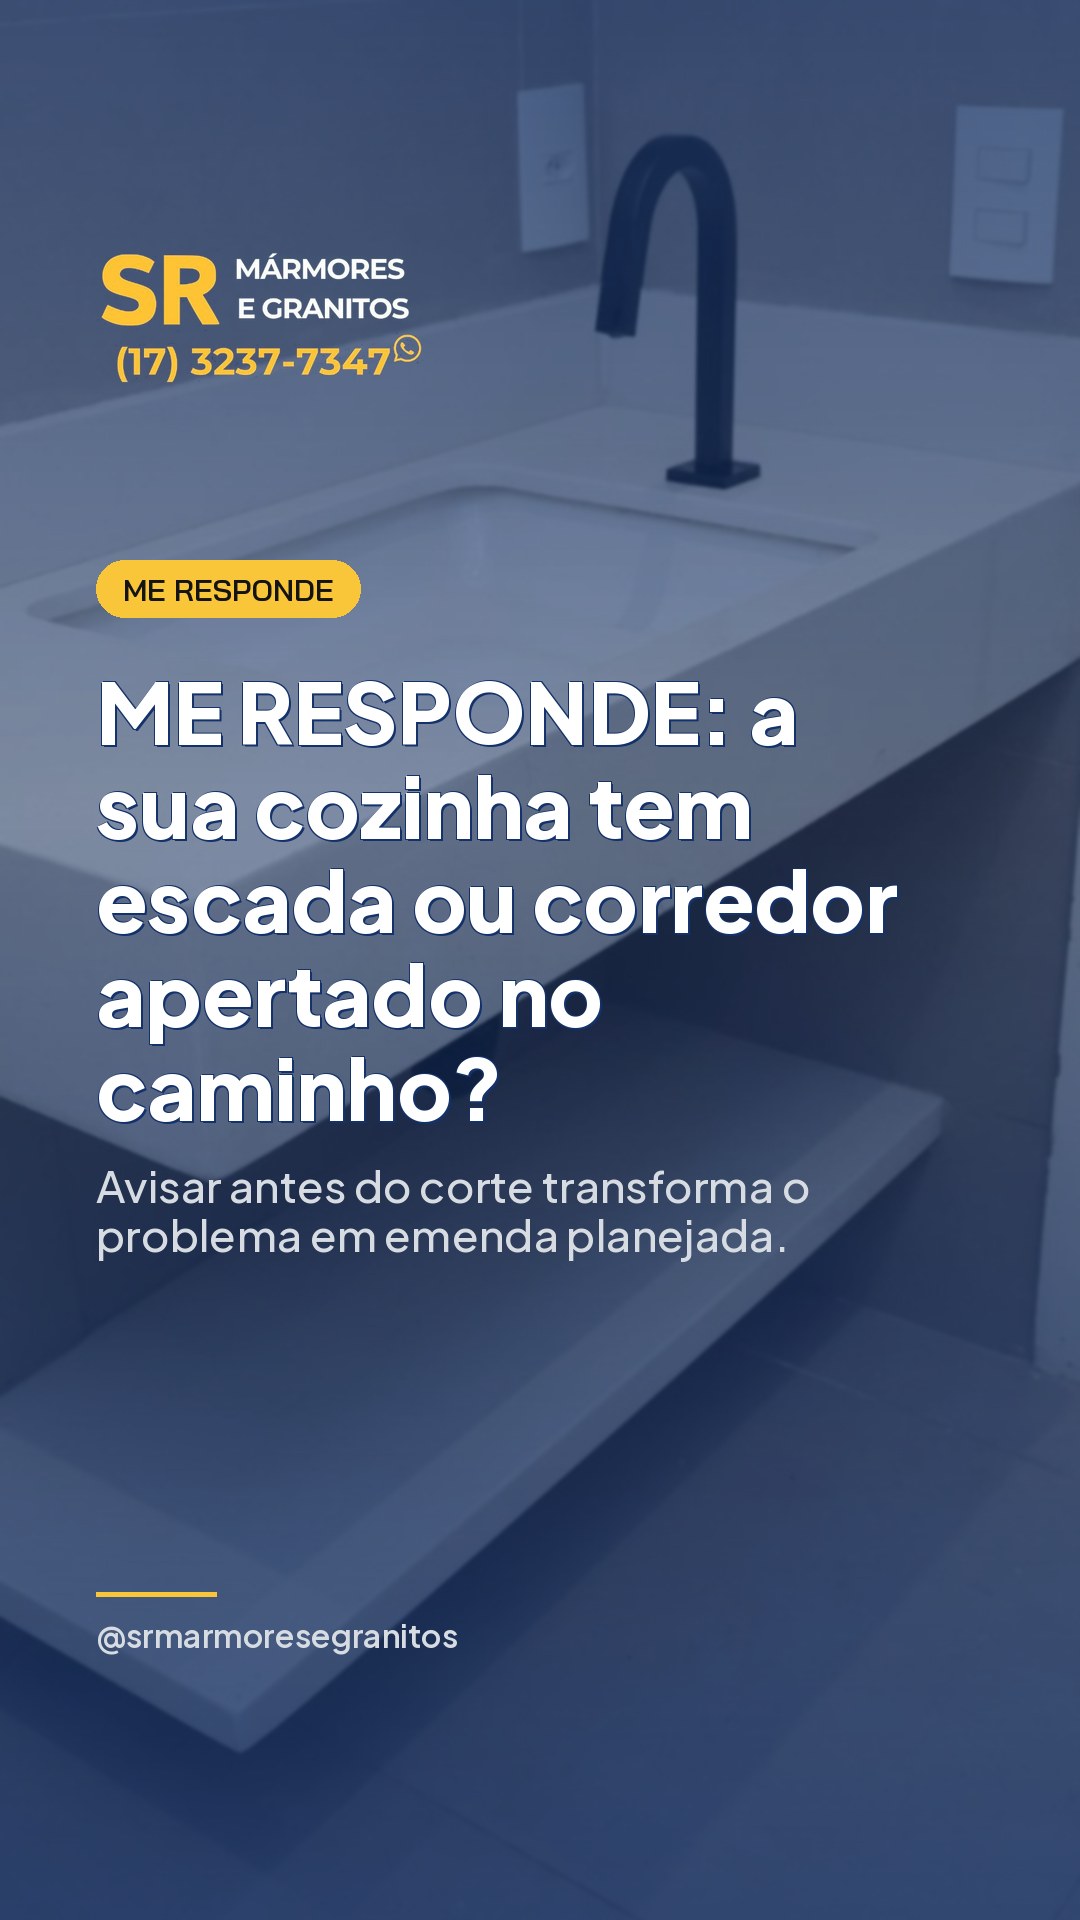 SR MÁRMORES
E GRANITOS
(17) 3237-7347
ME RESPONDE
ME RESPONDE: a
sua cozinha tem
escada ou corredor
apertado no
caminho?
Avisar antes do corte transforma o
problema em emenda planejada.
@srmarmoresegranitos